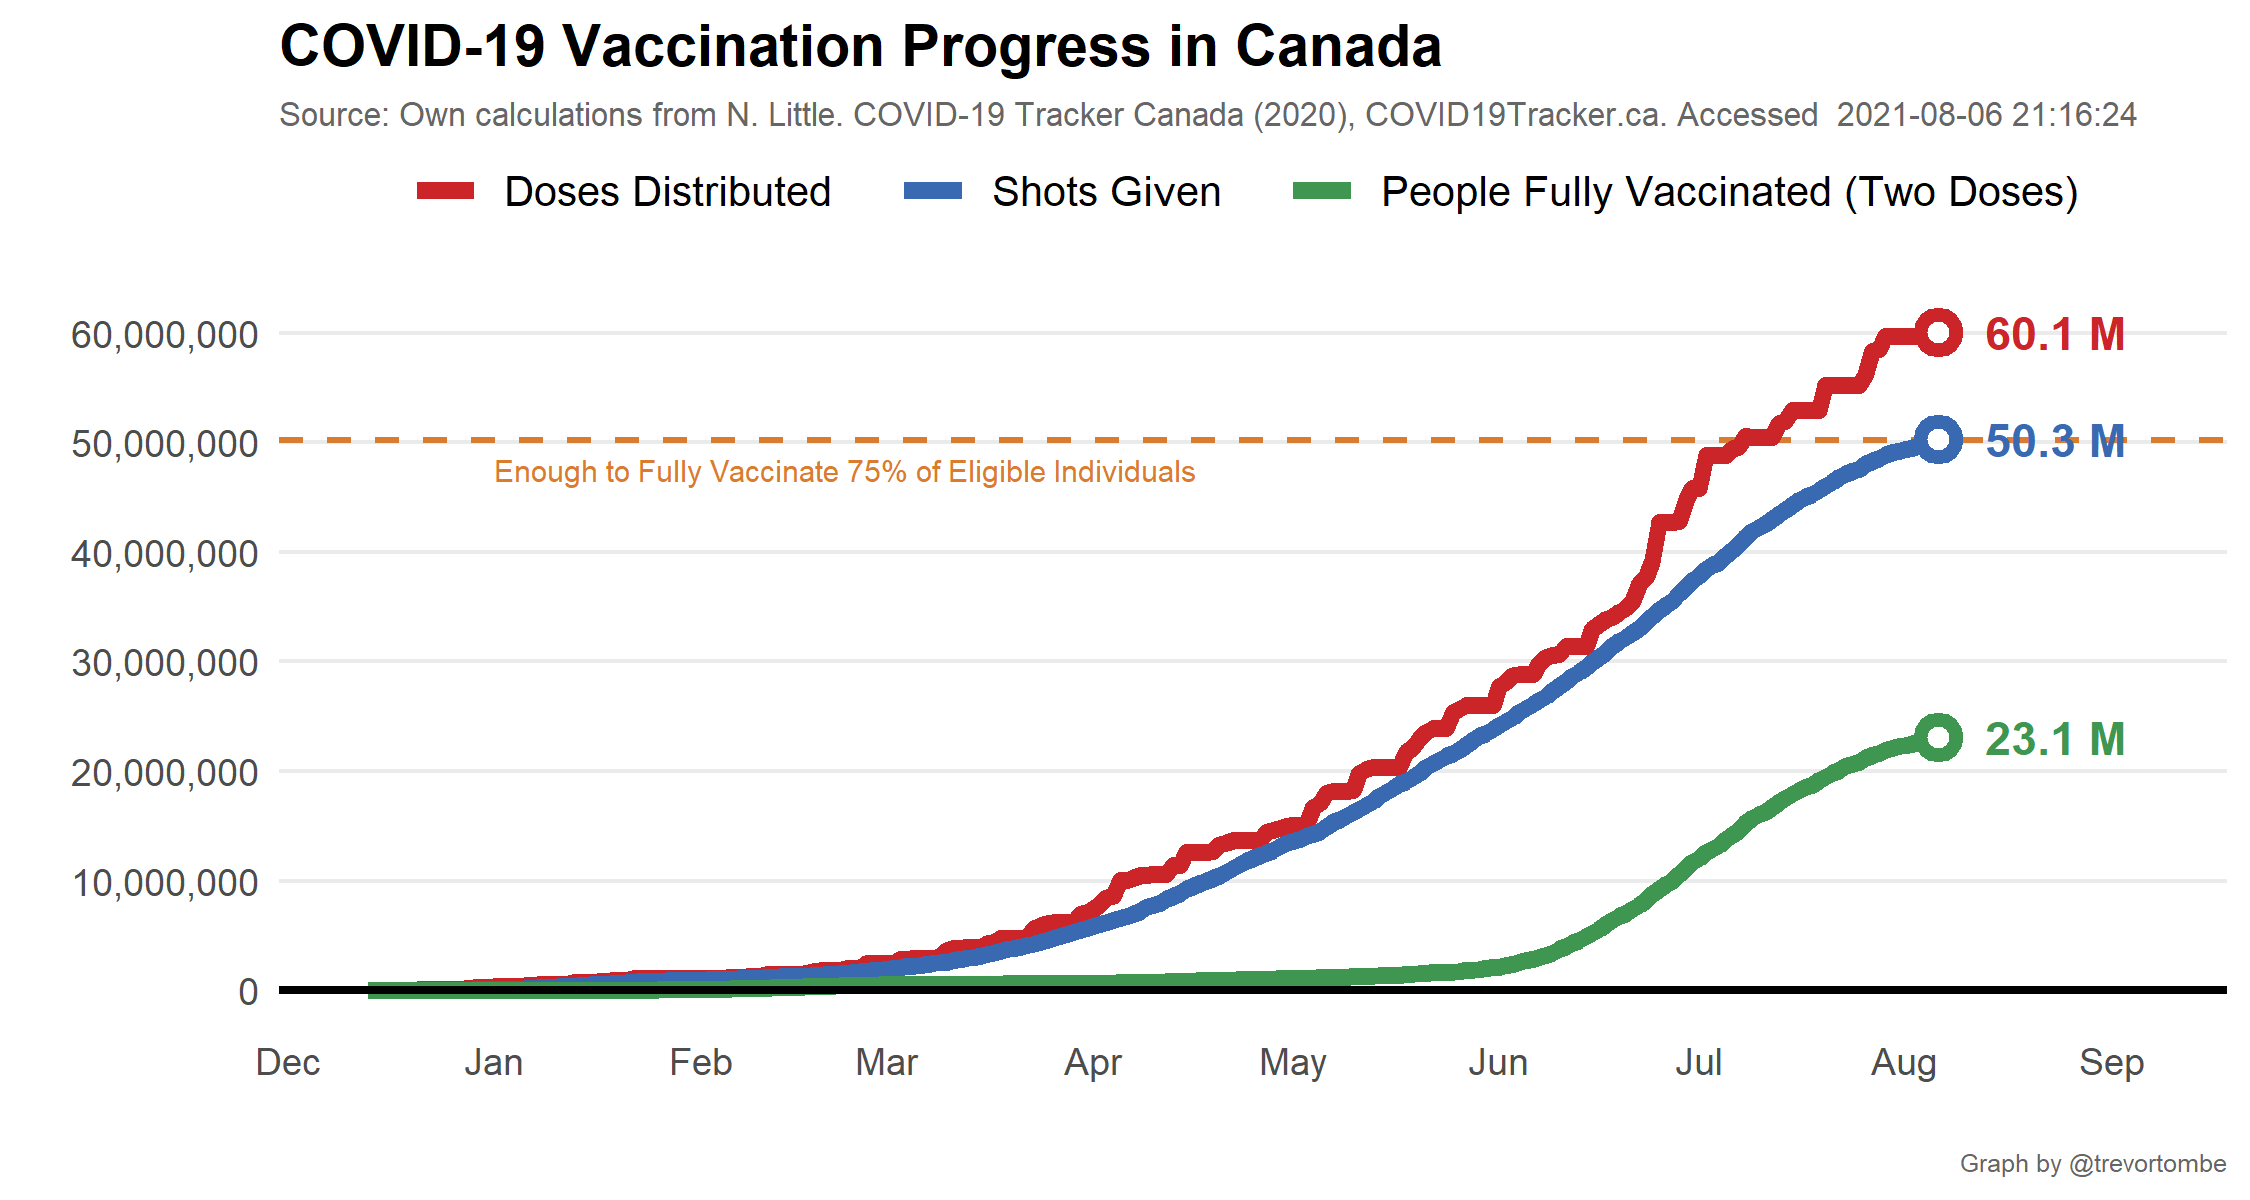 COVID-19 Vaccination Progress in Canada
Source: Own calculations from N. Little. COVID-19 Tracker Canada (2020), COVID19Tracker.ca. Accessed  2021-08-06 21:16:24
Doses Distributed
Shots Given
People Fully Vaccinated (Two Doses)
60,000,000
60.1 M
50,000,000
50.3 M
Enough to Fully Vaccinate 75% of Eligible Individuals
40,000,000
30,000,000
20,000,000
23.1 M
10,000,000
0
Dec Jan Feb Mar Apr May Jun Jul Aug Sep
Graph by @trevortombe